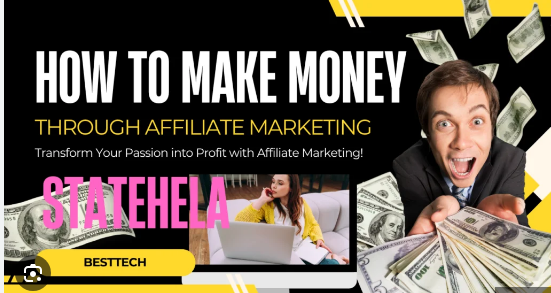 HOW TO MAKE MONEY
THROUGH AFFILIATE MARKETING
Transform Your Passion into Profit with Affiliate Marketing!
STATEHELA
BESTTECH